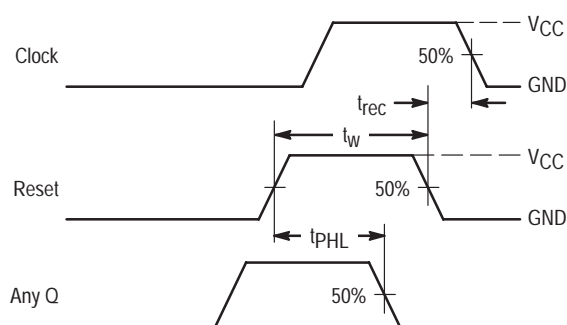 VCC
Clock
50%
GND
trec
tw
VCC
Reset
50%
GND
tPHL
Any Q
50%